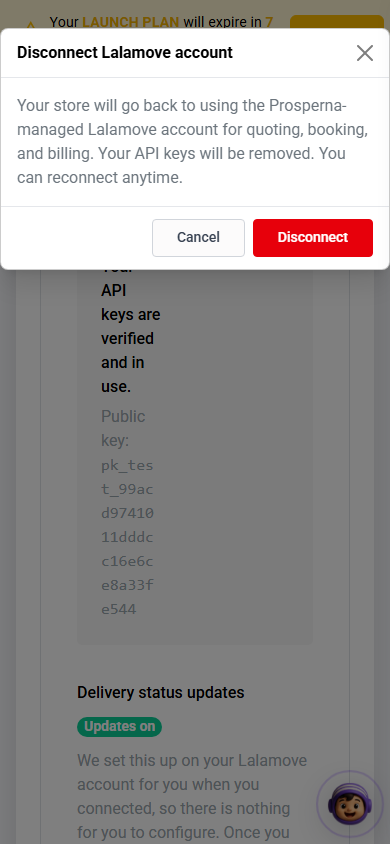 Your LAUNCH PLAN will expire in 7
Disconnect Lalamove account
Your store will go back to using the Prosperna-
managed Lalamove account for quoting, booking,
and billing. Your API keys will be removed. You
can reconnect anytime.
Cancel
Disconnect
Your
API
keys are
verified
and in
use.
Public
key:
pk_tes
t_99ac
d97410
11dddc
c16e6c
e8a33f
e544
Delivery status updates
Updates on
We set this up on your Lalamove
account for you when you
connected, so there is nothing
for you to configure. Once you